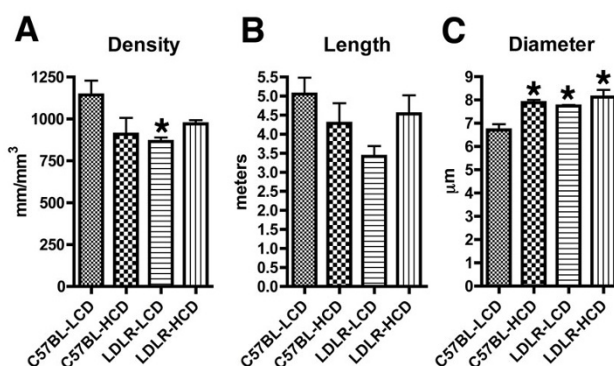 A
Density
mm/mm³
1250
1000
750
500
250
0
*
C57BL-LCD
C57BL-HCD
LDLR-LCD
LDLR-HCD
B
Length
meters
5.5
5.0
4.5
4.0
3.5
3.0
2.5
2.0
1.5
1.0
0.5
0.0
C57BL-LCD
C57BL-HCD
LDLR-LCD
LDLR-HCD
C
Diameter
µm
9
8
7
6
5
4
3
2
1
0
* * *
C57BL-LCD
C57BL-HCD
LDLR-LCD
LDLR-HCD